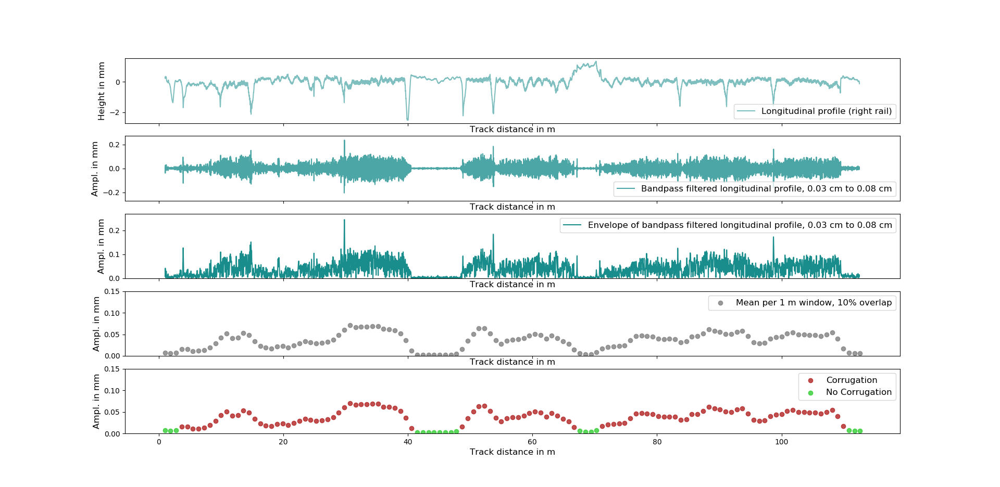 Height in mm
0
−2
Longitudinal profile (right rail)
Track distance in m
Ampl. in mm
0.2
0.0
−0.2
Bandpass filtered longitudinal profile, 0.03 cm to 0.08 cm
Track distance in m
Ampl. in mm
0.2
0.1
0.0
Envelope of bandpass filtered longitudinal profile, 0.03 cm to 0.08 cm
Track distance in m
Ampl. in mm
0.15
0.10
0.05
0.00
Mean per 1 m window, 10% overlap
Track distance in m
Ampl. in mm
0.15
0.10
0.05
0.00
Corrugation
No Corrugation
0 20 40 60 80 100
Track distance in m